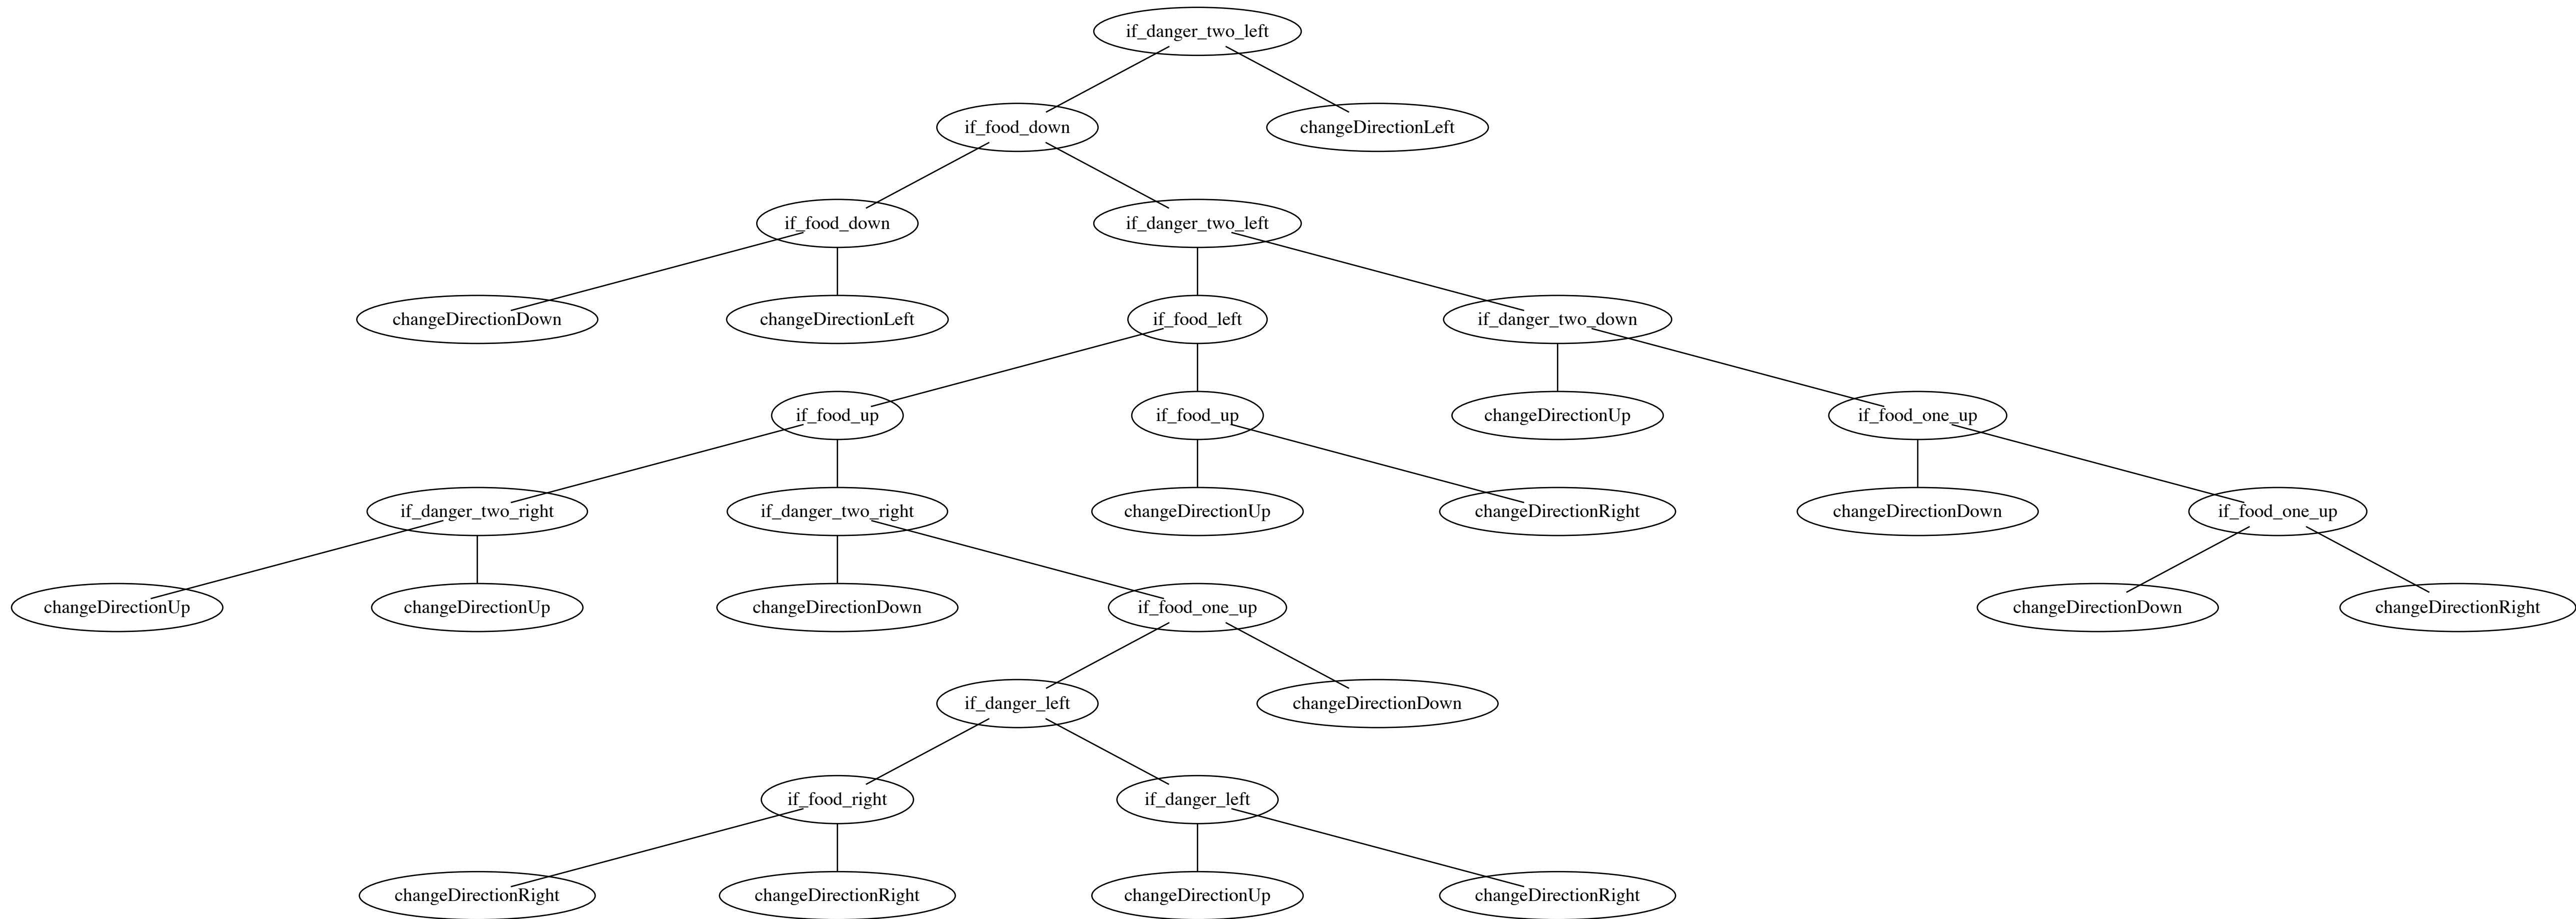 if_danger_two_left
if_food_down
changeDirectionLeft
if_food_down
if_danger_two_left
changeDirectionDown
changeDirectionLeft
if_food_left
if_danger_two_down
if_food_up
if_food_up
changeDirectionUp
if_food_one_up
if_danger_two_right
if_danger_two_right
changeDirectionUp
changeDirectionRight
changeDirectionDown
if_food_one_up
changeDirectionUp
changeDirectionUp
changeDirectionDown
if_food_one_up
changeDirectionDown
changeDirectionRight
if_danger_left
changeDirectionDown
if_food_right
if_danger_left
changeDirectionRight
changeDirectionRight
changeDirectionUp
changeDirectionRight